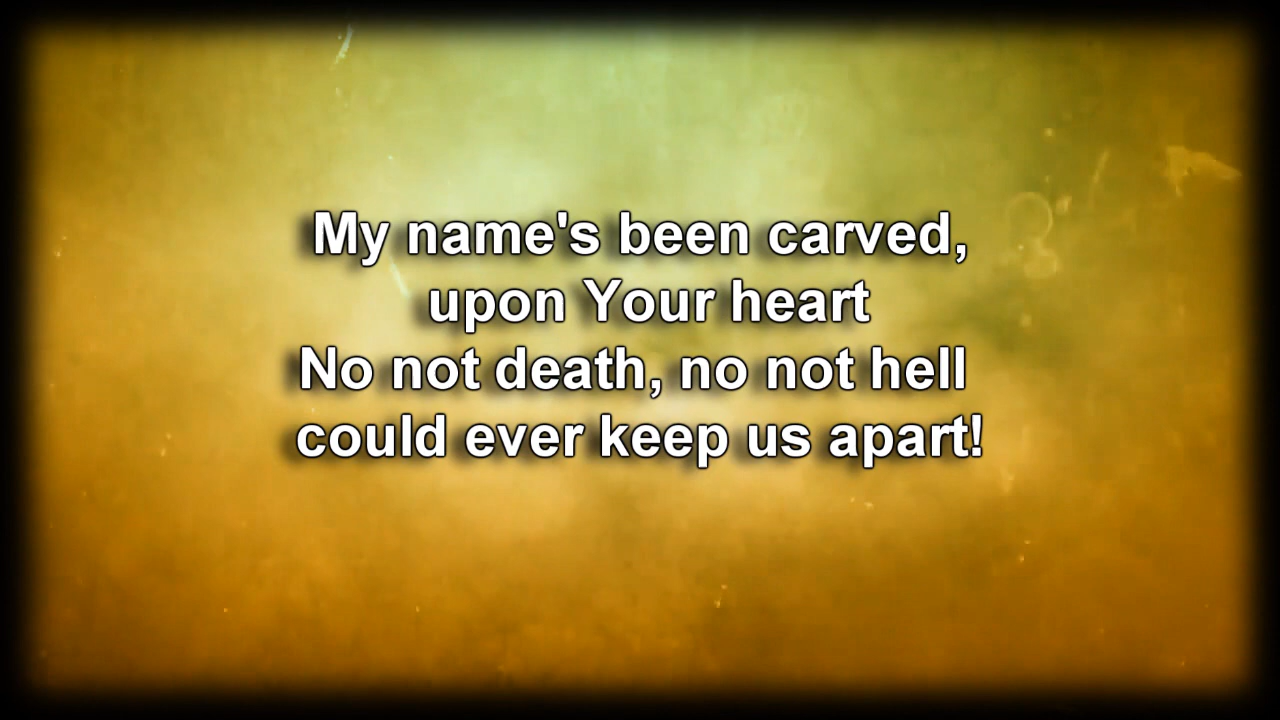 My name's been carved,
upon Your heart
No not death, no not hell
could ever keep us apart!